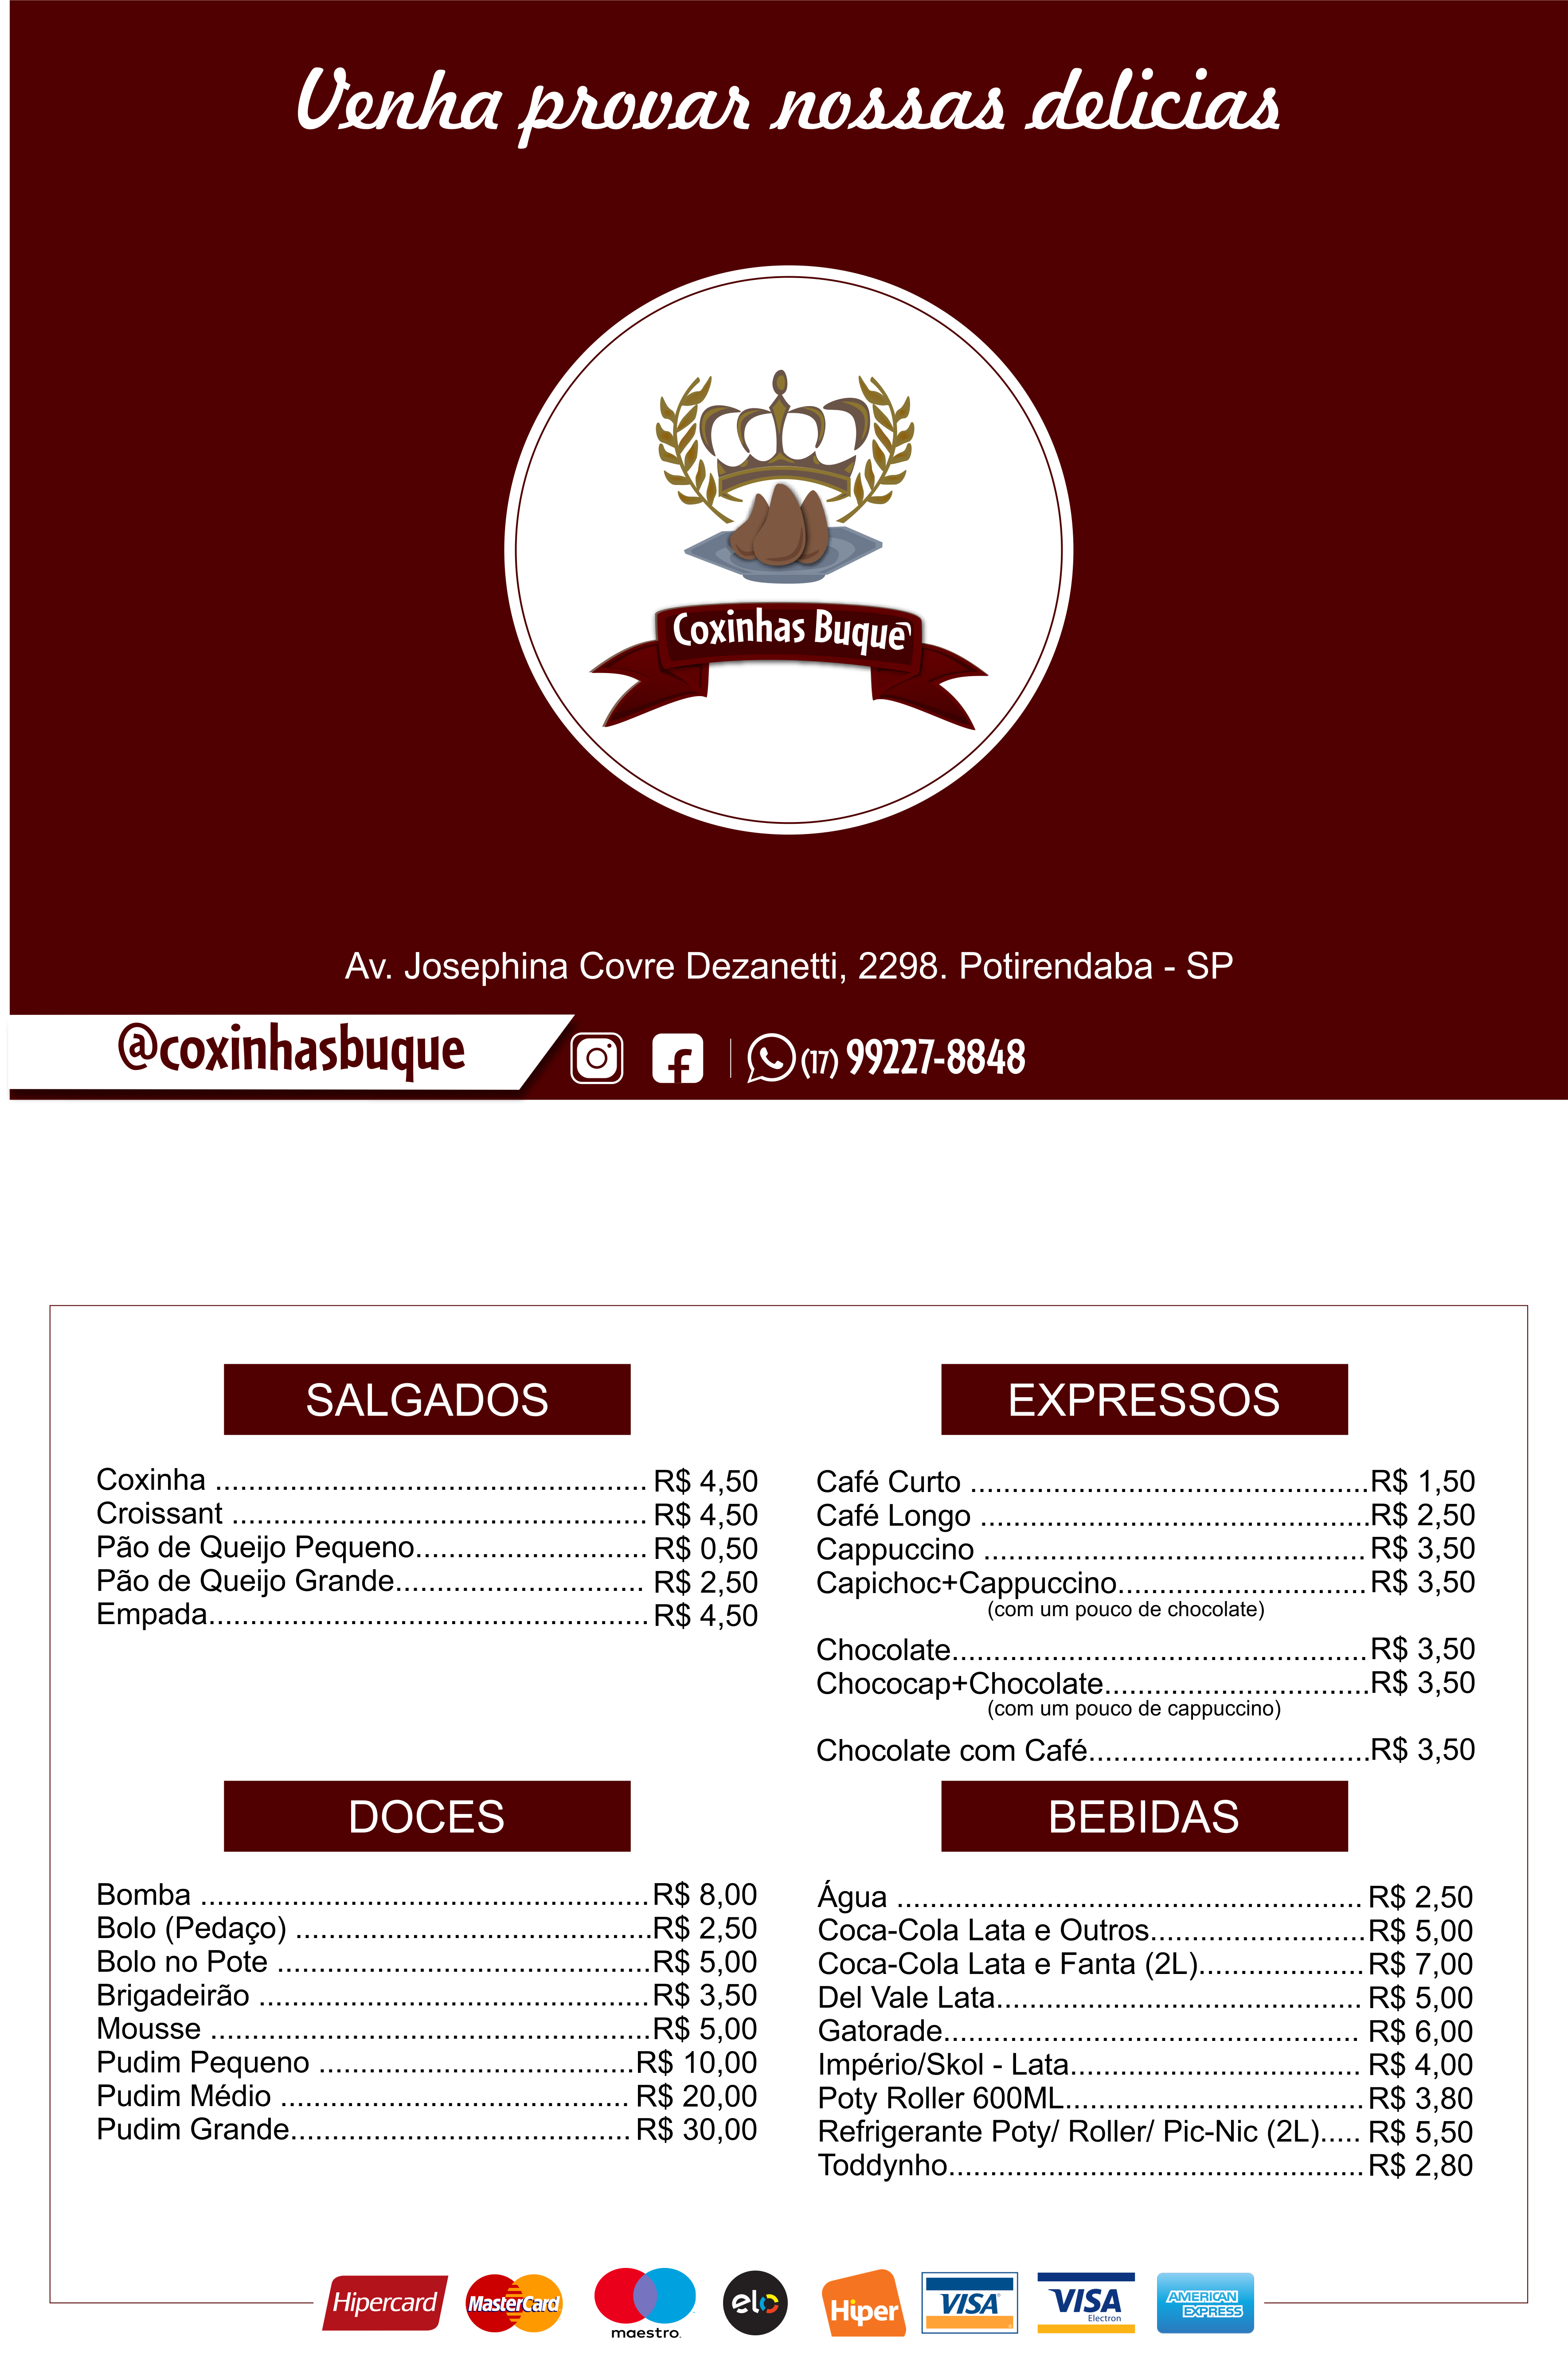 Venha provar nossas delicias
Coxinhas Buquê
Av. Josephina Covre Dezanetti, 2298. Potirendaba - SP
@coxinhasbuque
(17) 99227-8848
SALGADOS
Coxinha .................................................... R$ 4,50
Croissant .................................................. R$ 4,50
Pão de Queijo Pequeno............................ R$ 0,50
Pão de Queijo Grande.............................. R$ 2,50
Empada..................................................... R$ 4,50
EXPRESSOS
Café Curto ................................................R$ 1,50
Café Longo ...............................................R$ 2,50
Cappuccino .............................................. R$ 3,50
Capichoc+Cappuccino.............................. R$ 3,50
(com um pouco de chocolate)
Chocolate.................................................. R$ 3,50
Chococap+Chocolate................................R$ 3,50
(com um pouco de cappuccino)
Chocolate com Café..................................R$ 3,50
DOCES
Bomba ......................................................R$ 8,00
Bolo (Pedaço) ...........................................R$ 2,50
Bolo no Pote .............................................R$ 5,00
Brigadeirão ...............................................R$ 3,50
Mousse .....................................................R$ 5,00
Pudim Pequeno ......................................R$ 10,00
Pudim Médio .......................................... R$ 20,00
Pudim Grande......................................... R$ 30,00
BEBIDAS
Água ........................................................ R$ 2,50
Coca-Cola Lata e Outros.......................... R$ 5,00
Coca-Cola Lata e Fanta (2L).................... R$ 7,00
Del Vale Lata............................................ R$ 5,00
Gatorade.................................................. R$ 6,00
Império/Skol - Lata................................... R$ 4,00
Poty Roller 600ML.................................... R$ 3,80
Refrigerante Poty/ Roller/ Pic-Nic (2L)..... R$ 5,50
Toddynho.................................................. R$ 2,80
Hipercard
MasterCard
maestro
elo
Hiper
VISA
VISA
Electron
AMERICAN
EXPRESS